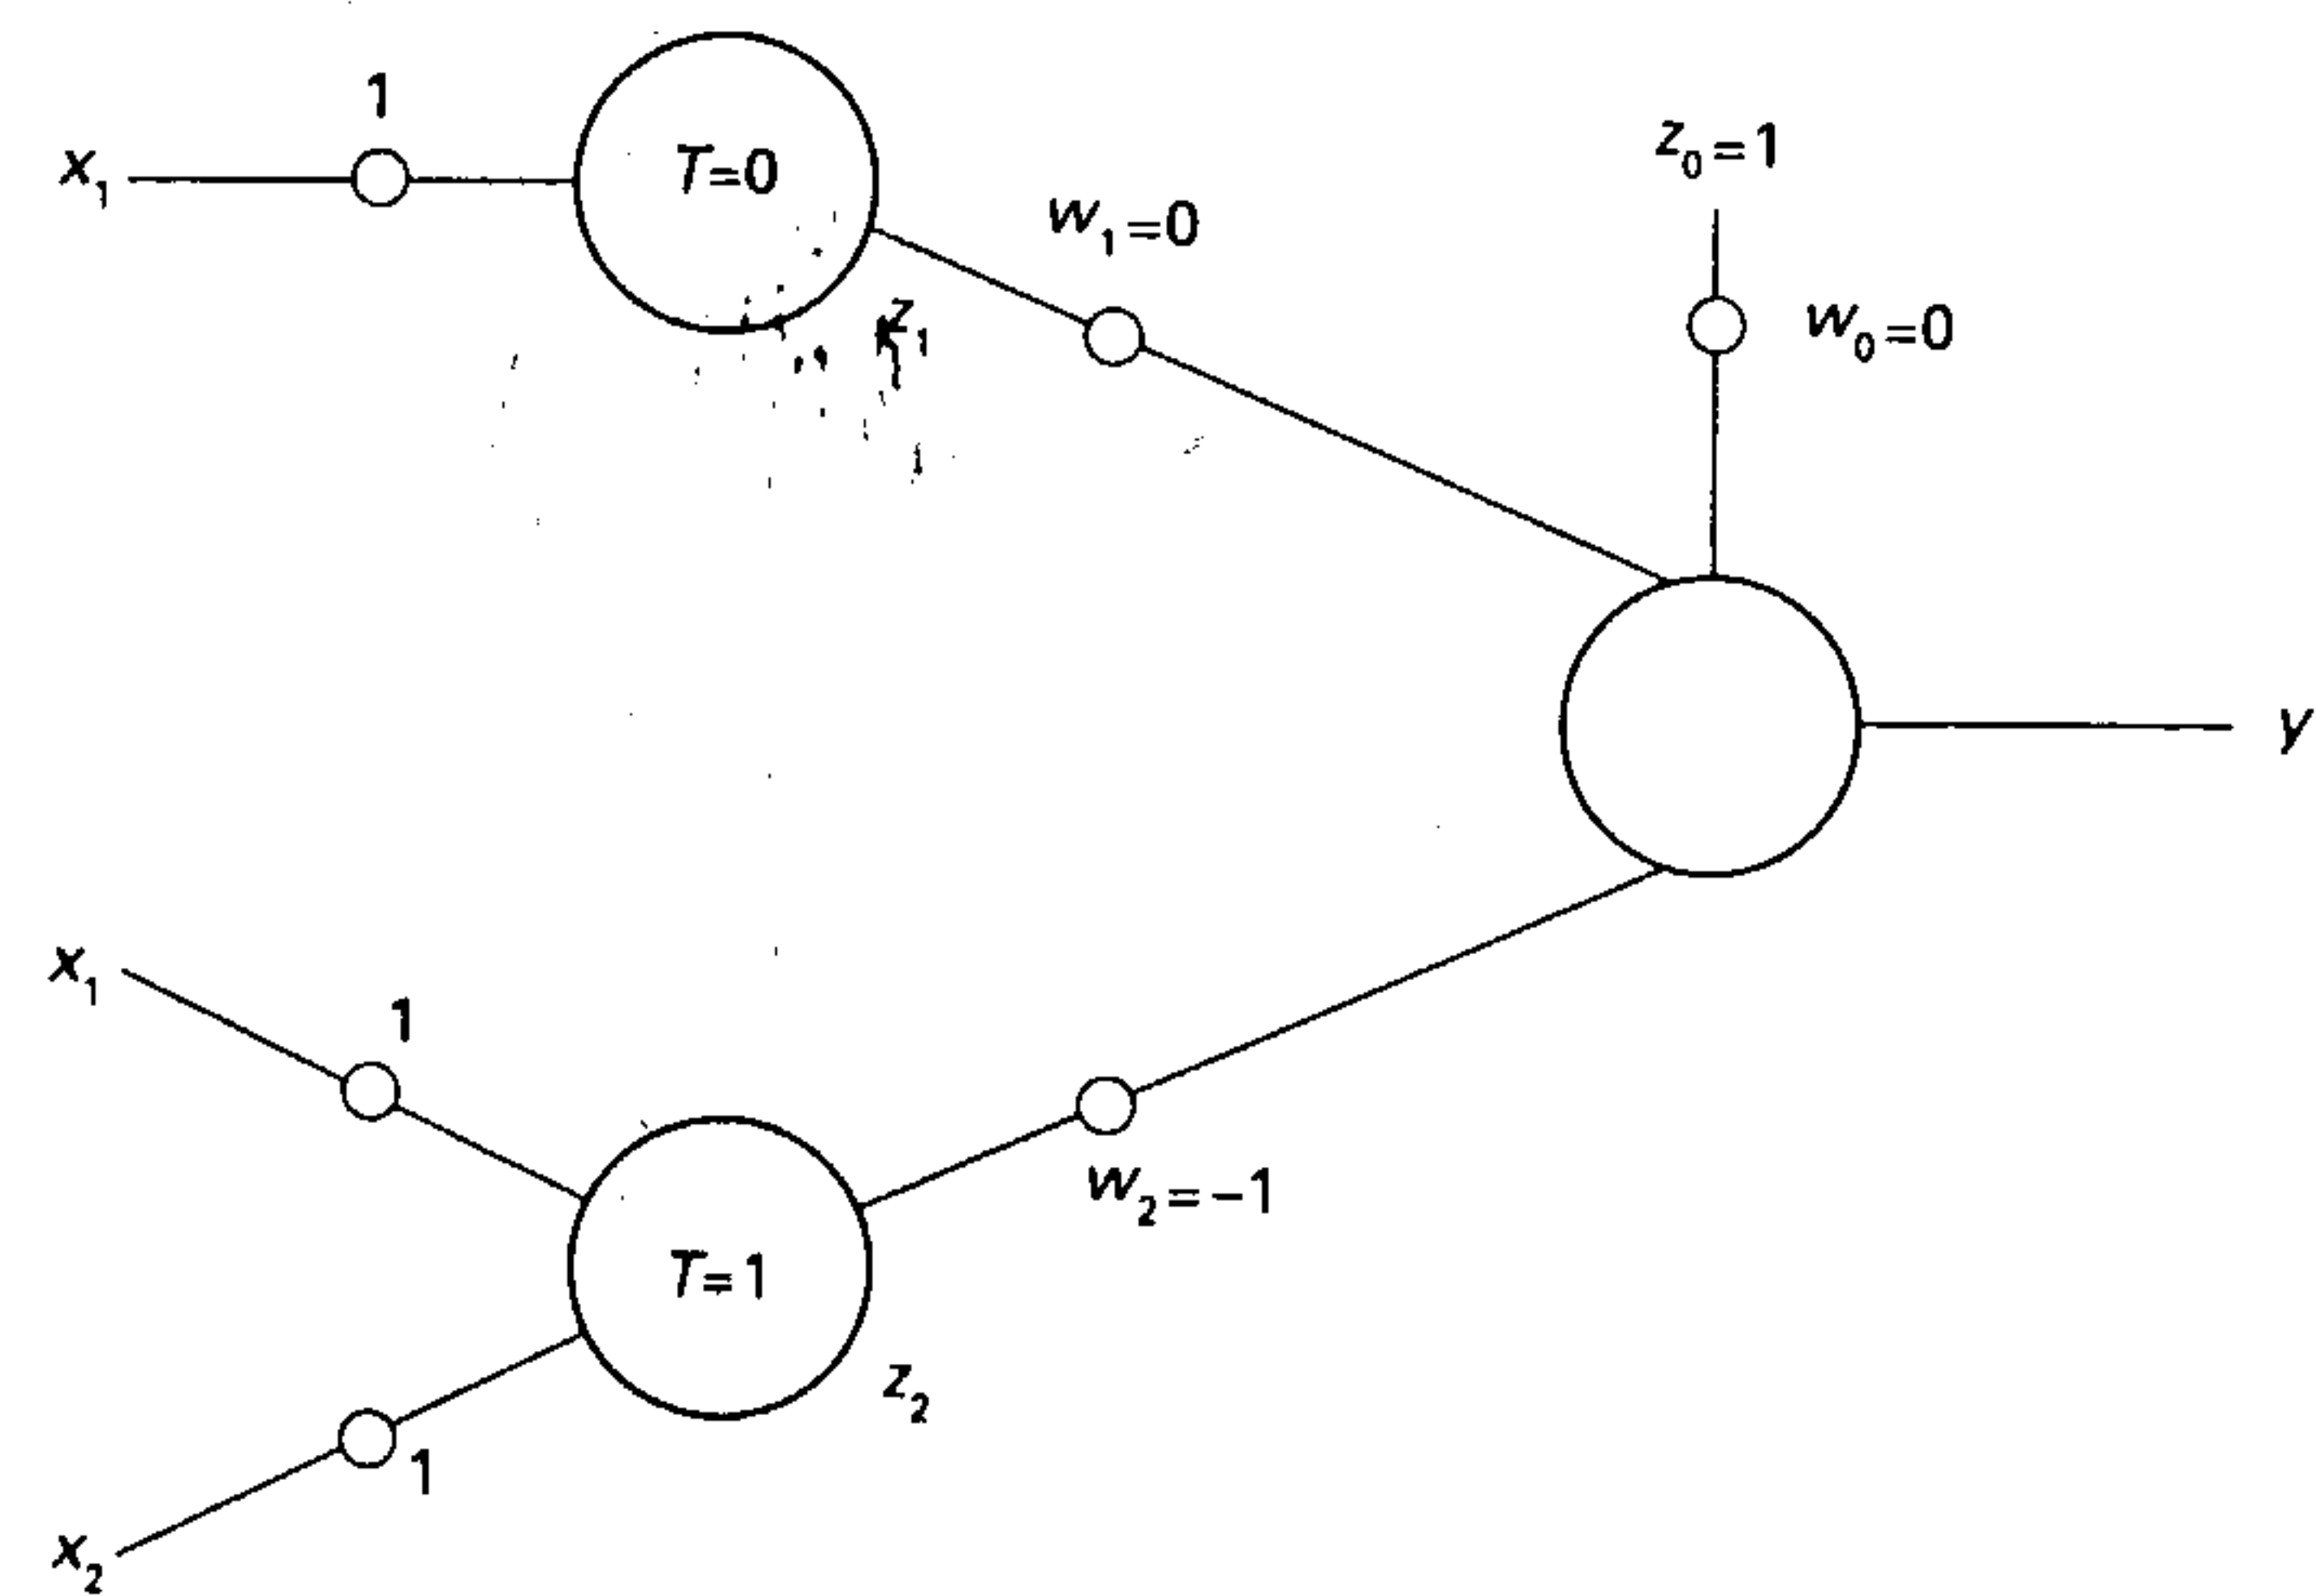 1
x₁
T=0
z₀=1
w₁=0
z₁
w₀=0
y
x₁
1
w₂=−1
T=1
z₂
1
x₂